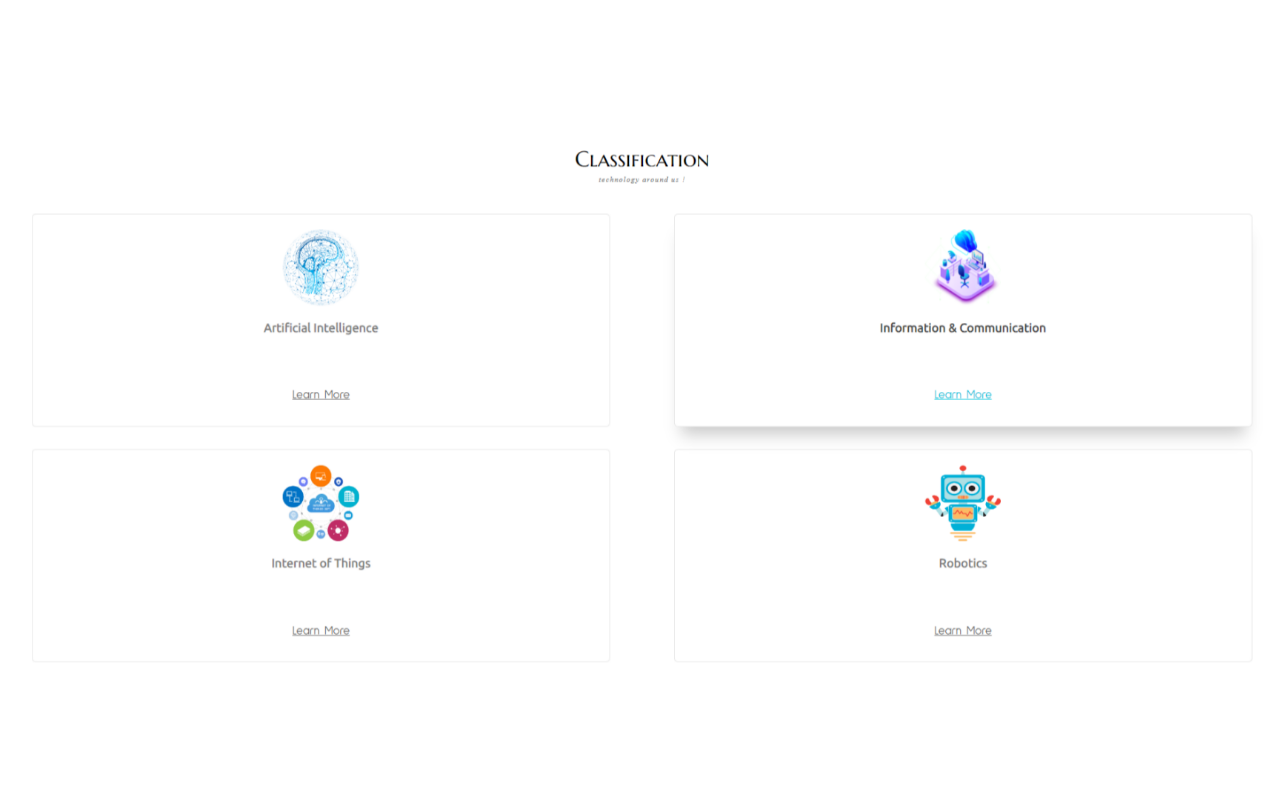 Classification
technology around us !
Artificial Intelligence
Learn More
Information & Communication
Learn More
Internet of Things
Learn More
Robotics
Learn More